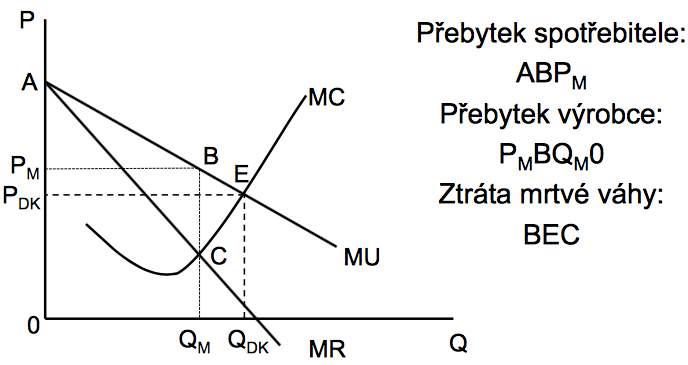 P
A
MC
B
P_M
E
P_DK
C
MU
0
Q_M
Q_DK
MR
Q
Přebytek spotřebitele:
ABP_M
Přebytek výrobce:
P_MBQ_M0
Ztráta mrtvé váhy:
BEC